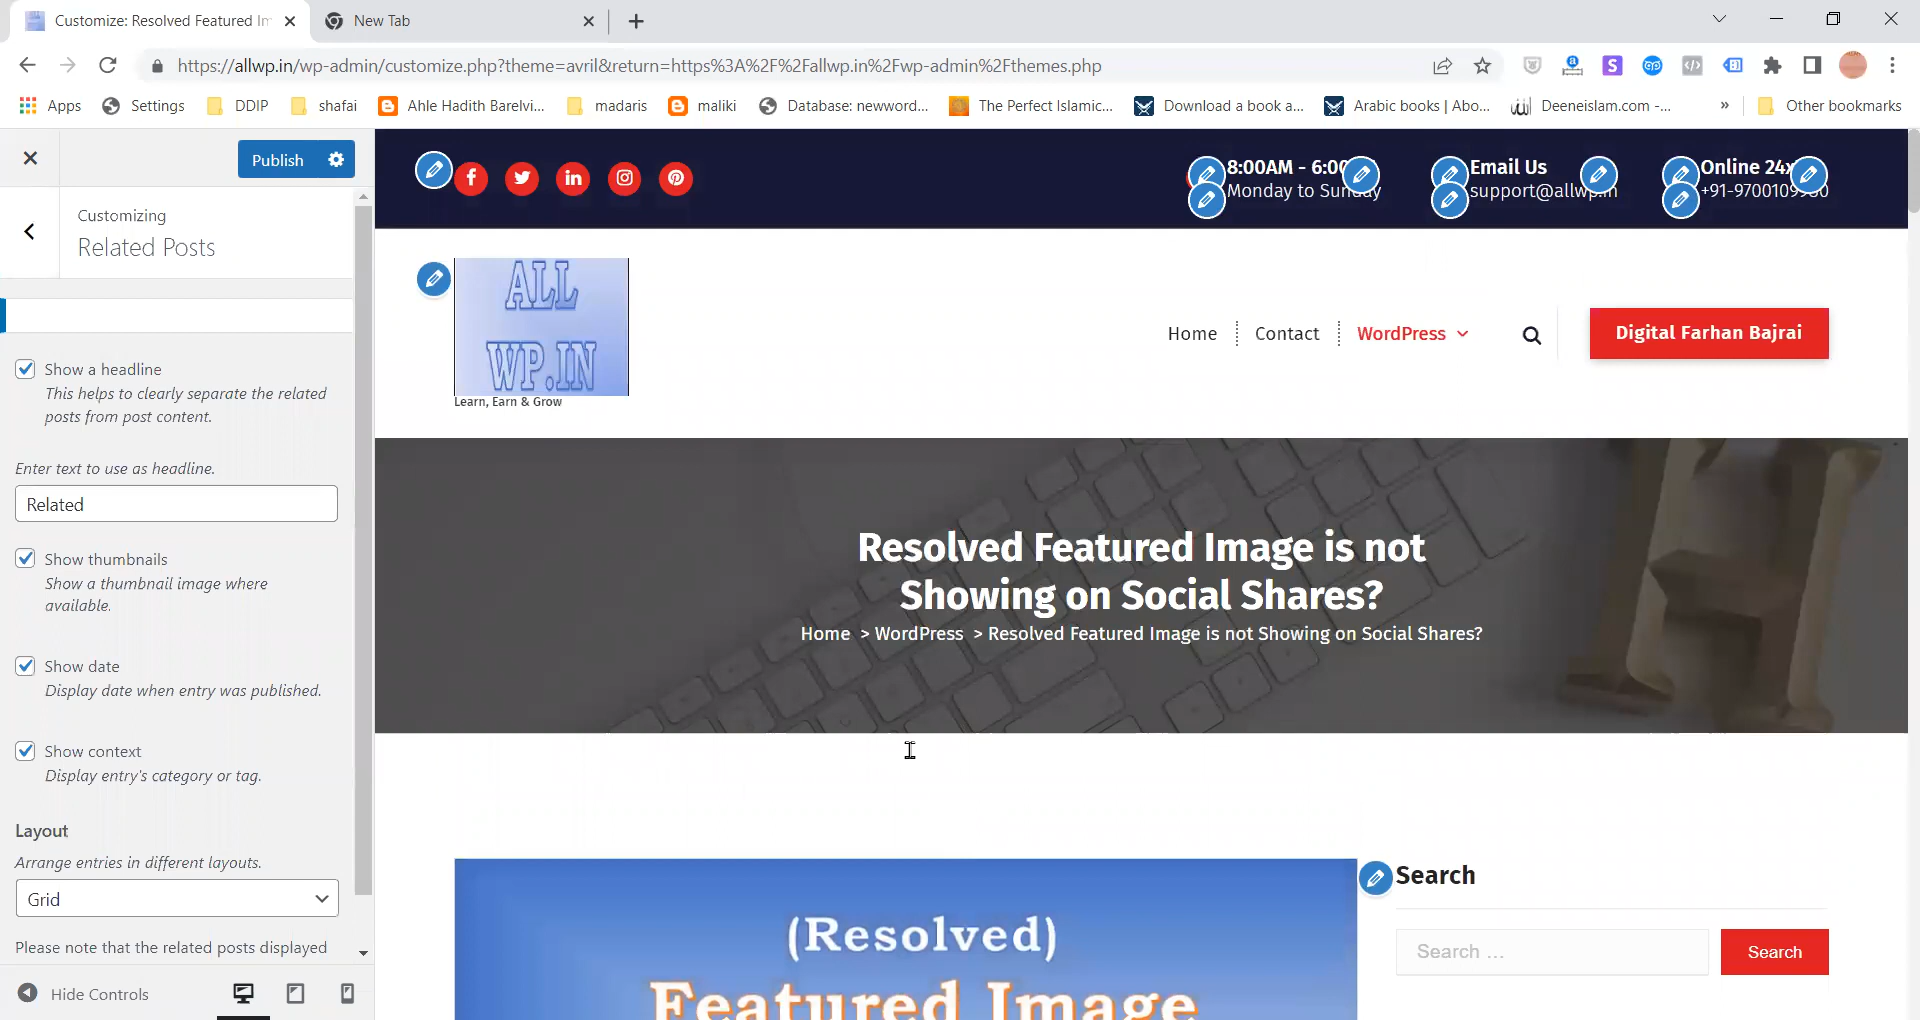 Customize: Resolved Featured Im
New Tab
https://allwp.in/wp-admin/customize.php?theme=avril&return=https%3A%2F%2Fallwp.in%2Fwp-admin%2Fthemes.php
Apps
Settings
DDIP
shafai
Ahle Hadith Barelvi...
madaris
maliki
Database: newword...
The Perfect Islamic...
Download a book a...
Arabic books | Abo...
Deeneislam.com -...
»
Other bookmarks
Publish
Customizing
Related Posts
Show a headline
This helps to clearly separate the related
posts from post content.
Enter text to use as headline.
Related
Show thumbnails
Show a thumbnail image where
available.
Show date
Display date when entry was published.
Show context
Display entry's category or tag.
Layout
Arrange entries in different layouts.
Grid
Please note that the related posts displayed
Hide Controls
8:00AM - 6:00
Monday to Sunday
Email Us
support@allwp.in
Online 24x
ALL
WP.IN
Learn, Earn & Grow
Home
Contact
WordPress
Digital Farhan Bajrai
Resolved Featured Image is not
Showing on Social Shares?
Home > WordPress > Resolved Featured Image is not Showing on Social Shares?
(Resolved)
Featured Image
Search
Search ...
Search